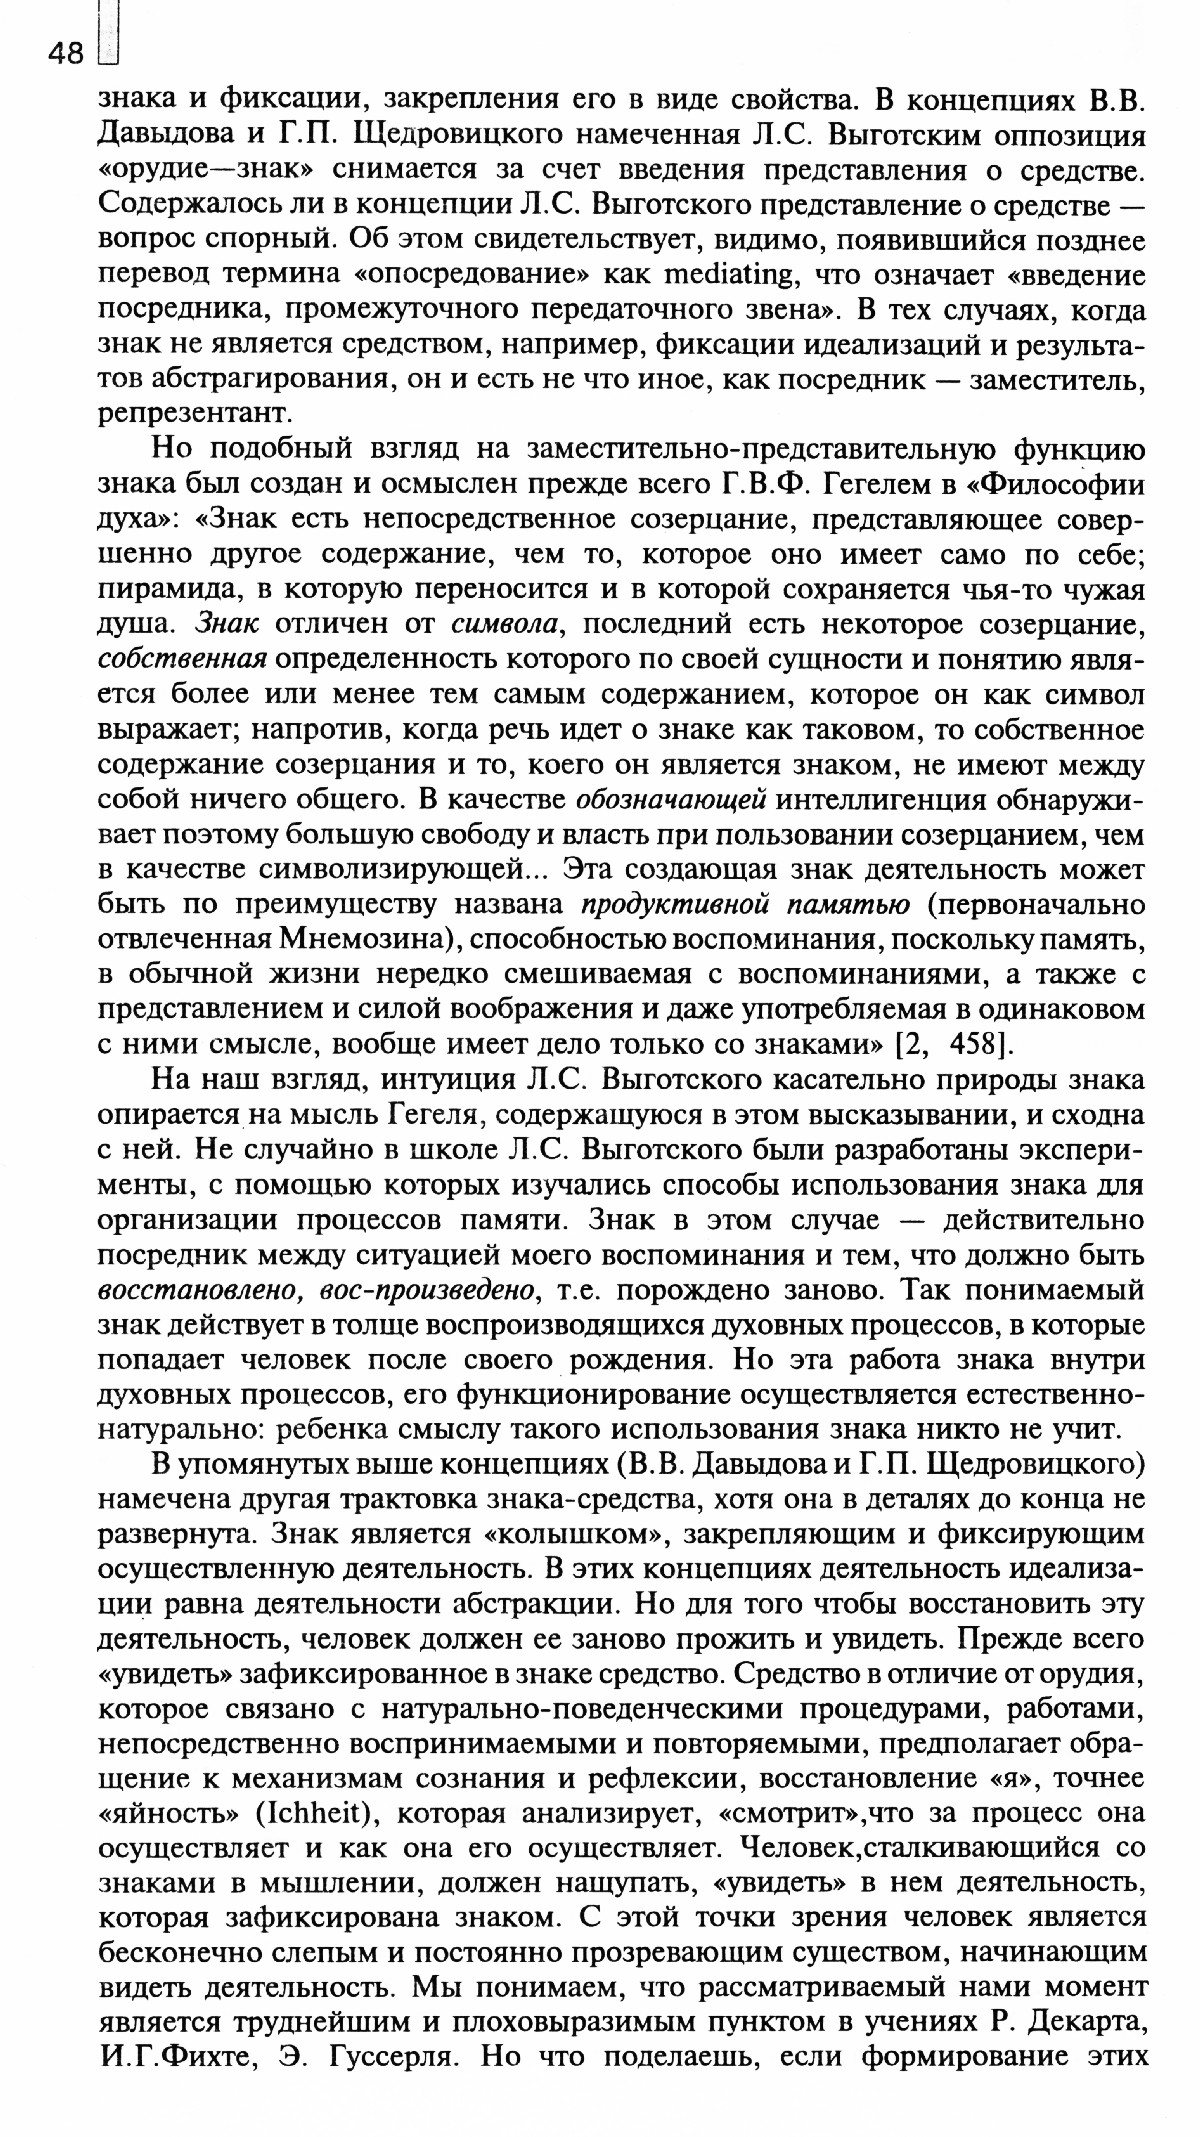 48
знака и фиксации, закрепления его в виде свойства. В концепциях В.В.
Давыдова и Г.П. Щедровицкого намеченная Л.С. Выготским оппозиция
«орудие—знак» снимается за счет введения представления о средстве.
Содержалось ли в концепции Л.С. Выготского представление о средстве —
вопрос спорный. Об этом свидетельствует, видимо, появившийся позднее
перевод термина «опосредование» как mediating, что означает «введение
посредника, промежуточного передаточного звена». В тех случаях, когда
знак не является средством, например, фиксации идеализаций и результа-
тов абстрагирования, он и есть не что иное, как посредник — заместитель,
репрезентант.
Но подобный взгляд на заместительно-представительную функцию
знака был создан и осмыслен прежде всего Г.В.Ф. Гегелем в «Философии
духа»: «Знак есть непосредственное созерцание, представляющее совер-
шенно другое содержание, чем то, которое оно имеет само по себе;
пирамида, в которую переносится и в которой сохраняется чья-то чужая
душа. Знак отличен от символа, последний есть некоторое созерцание,
собственная определенность которого по своей сущности и понятию явля-
ется более или менее тем самым содержанием, которое он как символ
выражает; напротив, когда речь идет о знаке как таковом, то собственное
содержание созерцания и то, коего он является знаком, не имеют между
собой ничего общего. В качестве обозначающей интеллигенция обнаружи-
вает поэтому большую свободу и власть при пользовании созерцанием, чем
в качестве символизирующей... Эта создающая знак деятельность может
быть по преимуществу названа продуктивной памятью (первоначально
отвлеченная Мнемозина), способностью воспоминания, поскольку память,
в обычной жизни нередко смешиваемая с воспоминаниями, а также с
представлением и силой воображения и даже употребляемая в одинаковом
с ними смысле, вообще имеет дело только со знаками» [2, 458].
На наш взгляд, интуиция Л.С. Выготского касательно природы знака
опирается на мысль Гегеля, содержащуюся в этом высказывании, и сходна
с ней. Не случайно в школе Л.С. Выготского были разработаны экспери-
менты, с помощью которых изучались способы использования знака для
организации процессов памяти. Знак в этом случае — действительно
посредник между ситуацией моего воспоминания и тем, что должно быть
восстановлено, вос-произведено, т.е. порождено заново. Так понимаемый
знак действует в толще воспроизводящихся духовных процессов, в которые
попадает человек после своего рождения. Но эта работа знака внутри
духовных процессов, его функционирование осуществляется естественно-
натурально: ребенка смыслу такого использования знака никто не учит.
В упомянутых выше концепциях (В.В. Давыдова и Г.П. Щедровицкого)
намечена другая трактовка знака-средства, хотя она в деталях до конца не
развернута. Знак является «колышком», закрепляющим и фиксирующим
осуществленную деятельность. В этих концепциях деятельность идеализа-
ции равна деятельности абстракции. Но для того чтобы восстановить эту
деятельность, человек должен ее заново прожить и увидеть. Прежде всего
«увидеть» зафиксированное в знаке средство. Средство в отличие от орудия,
которое связано с натурально-поведенческими процедурами, работами,
непосредственно воспринимаемыми и повторяемыми, предполагает обра-
щение к механизмам сознания и рефлексии, восстановление «я», точнее
«яйность» (Ichheit), которая анализирует, «смотрит»,что за процесс она
осуществляет и как она его осуществляет. Человек,сталкивающийся со
знаками в мышлении, должен нащупать, «увидеть» в нем деятельность,
которая зафиксирована знаком. С этой точки зрения человек является
бесконечно слепым и постоянно прозревающим существом, начинающим
видеть деятельность. Мы понимаем, что рассматриваемый нами момент
является труднейшим и плоховыразимым пунктом в учениях Р. Декарта,
И.Г.Фихте, Э. Гуссерля. Но что поделаешь, если формирование этих